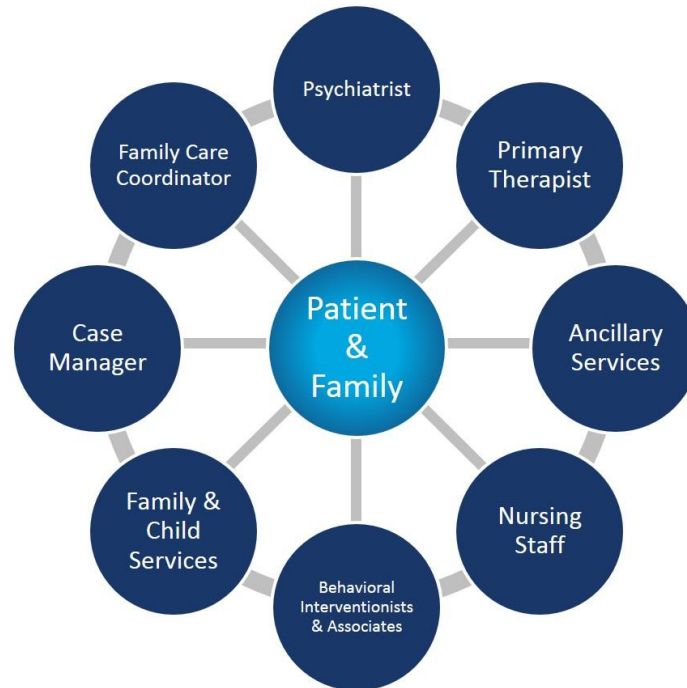 Psychiatrist
Primary
Therapist
Ancillary
Services
Nursing
Staff
Behavioral
Interventionists
& Associates
Family &
Child
Services
Case
Manager
Family Care
Coordinator
Patient
&
Family